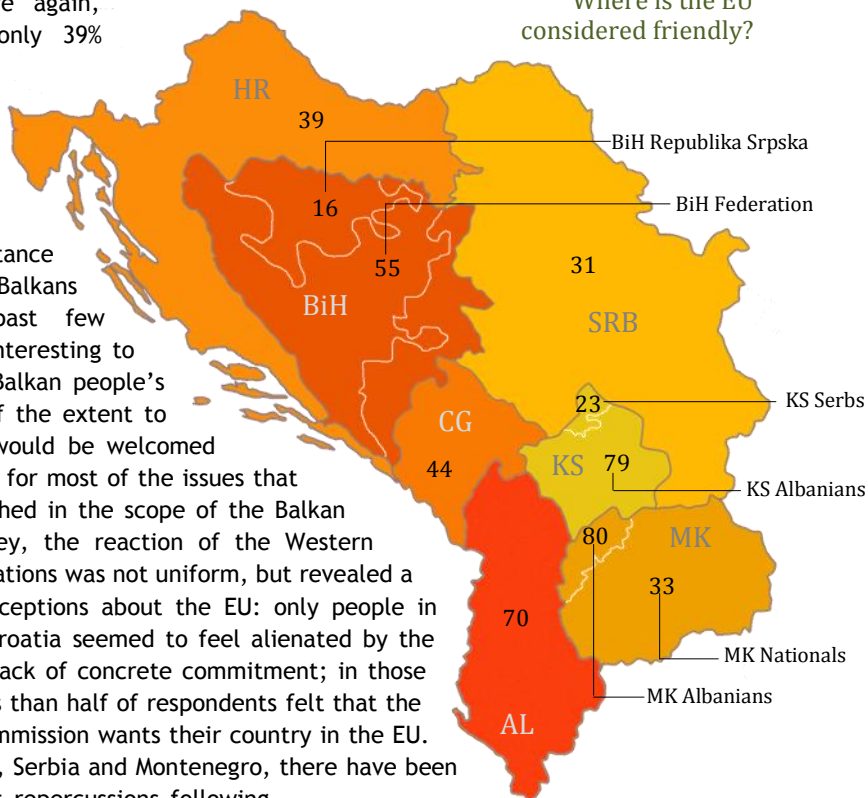 e again,
only 39%
Where is the EU
considered friendly?
HR
39
BiH Republika Srpska
16
BiH Federation
55
31
BiH
SRB
tance
Balkans
past few
nteresting to
Balkan people's
f the extent to
would be welcomed
for most of the issues that
hed in the scope of the Balkan
ey, the reaction of the Western
ations was not uniform, but revealed a
ceptions about the EU: only people in
roatia seemed to feel alienated by the
ack of concrete commitment; in those
s than half of respondents felt that the
mmission wants their country in the EU.
, Serbia and Montenegro, there have been
repercussions following
23
KS Serbs
CG
44
KS
79
KS Albanians
80
MK
33
MK Nationals
MK Albanians
70
AL